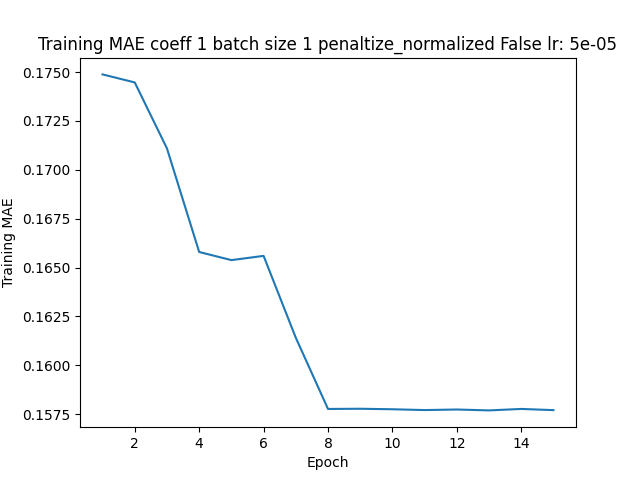 Training MAE coeff 1 batch size 1 penaltize_normalized False lr: 5e-05
0.1750
0.1725
0.1700
0.1675
0.1650
0.1625
0.1600
0.1575
Training MAE
2 4 6 8 10 12 14
Epoch